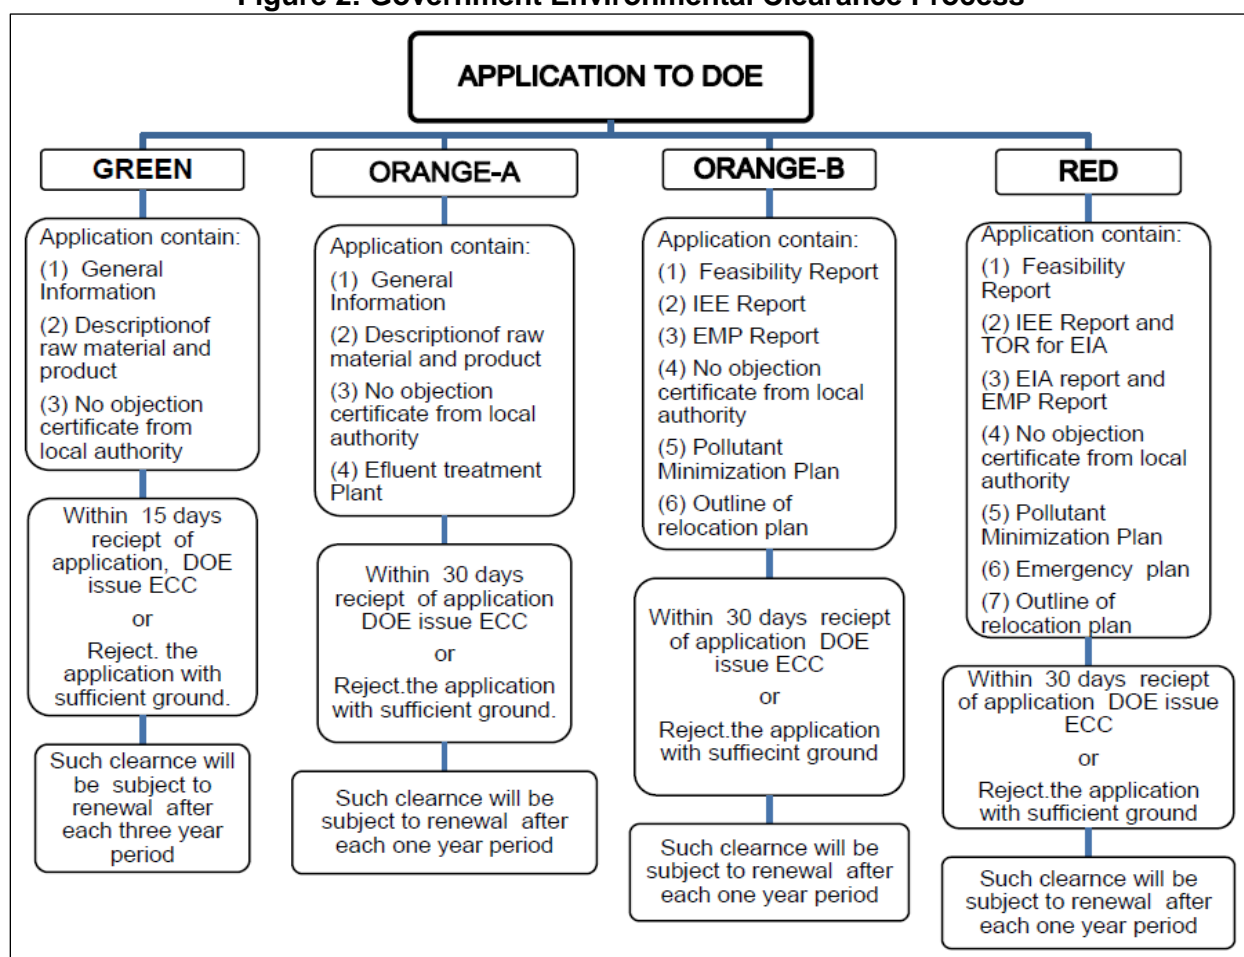 Figure 2: Government Environmental Clearance Process
APPLICATION TO DOE
GREEN
Application contain:
(1) General
Information
(2) Descriptionof
raw material and
product
(3) No objection
certificate from
local authority
Within 15 days
reciept of
application, DOE
issue ECC
or
Reject. the
application with
sufficient ground.
Such clearnce will
be subject to
renewal after
each three year
period
ORANGE-A
Application contain:
(1) General
Information
(2) Descriptionof raw
material and product
(3) No objection
certificate from local
authority
(4) Efluent treatment
Plant
Within 30 days
reciept of application
DOE issue ECC
or
Reject.the application
with sufficient ground.
Such clearnce will be
subject to renewal after
each one year period
ORANGE-B
Application contain:
(1) Feasibility Report
(2) IEE Report
(3) EMP Report
(4) No objection
certificate from local
authority
(5) Pollutant
Minimization Plan
(6) Outline of
relocation plan
Within 30 days reciept
of application DOE
issue ECC
or
Reject.the application
with suffiecint ground
Such clearnce will be
subject to renewal after
each one year period
RED
Application contain:
(1) Feasibility
Report
(2) IEE Report and
TOR for EIA
(3) EIA report and
EMP Report
(4) No objection
certificate from local
authority
(5) Pollutant
Minimization Plan
(6) Emergency plan
(7) Outline of
relocation plan
Within 30 days reciept
of application DOE issue
ECC
or
Reject.the application
with sufficient ground
Such clearnce will be
subject to renewal after
each one year period